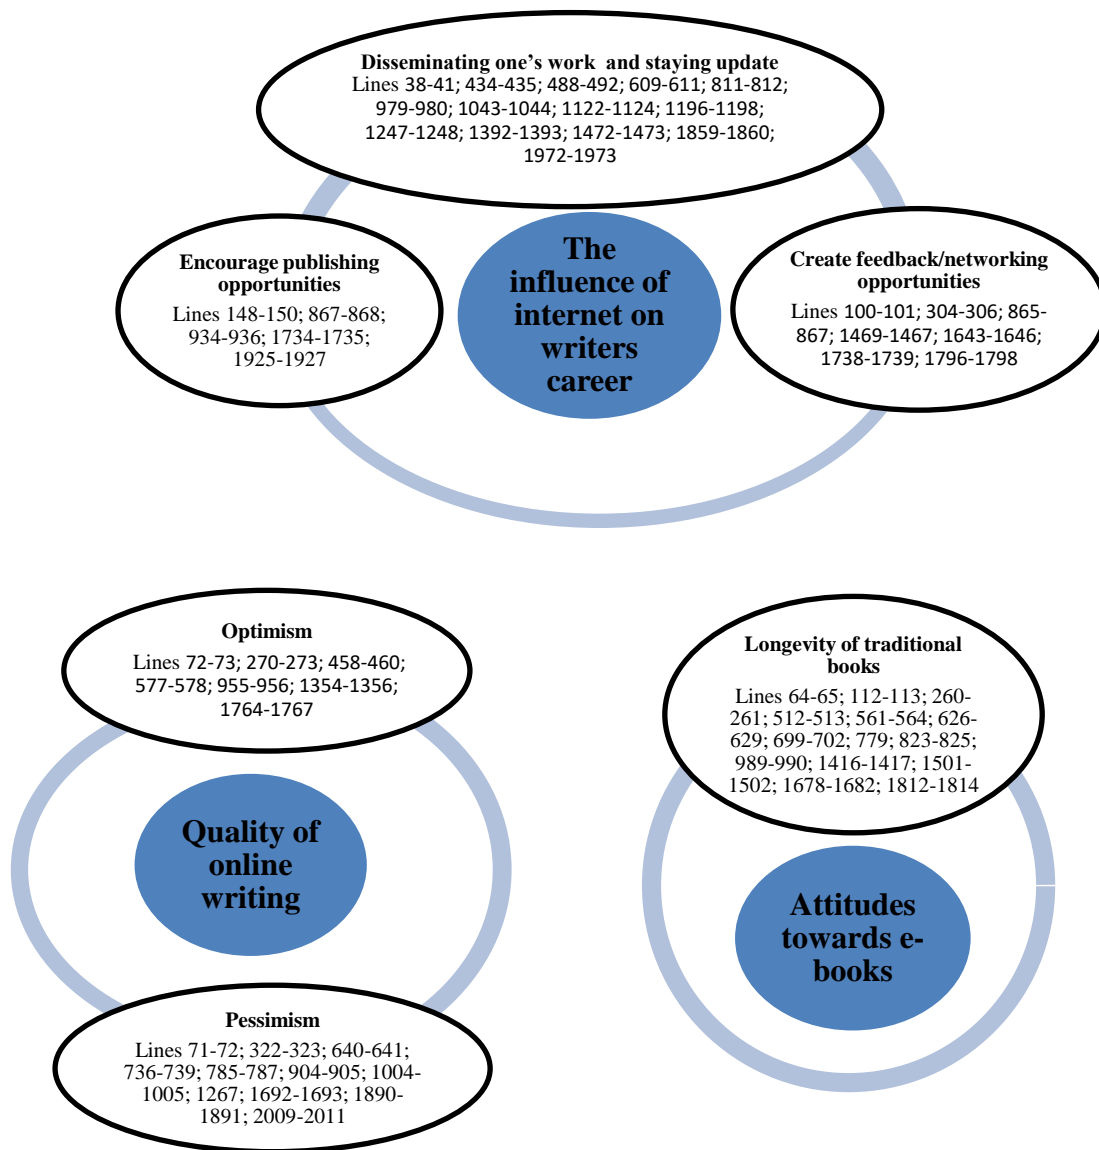 Disseminating one's work  and staying update
Lines 38-41; 434-435; 488-492; 609-611; 811-812;
979-980; 1043-1044; 1122-1124; 1196-1198;
1247-1248; 1392-1393; 1472-1473; 1859-1860;
1972-1973
Encourage publishing
opportunities
Lines 148-150; 867-868;
934-936; 1734-1735;
1925-1927
The
influence of
internet on
writers
career
Create feedback/networking
opportunities
Lines 100-101; 304-306; 865-
867; 1469-1467; 1643-1646;
1738-1739; 1796-1798
Optimism
Lines 72-73; 270-273; 458-460;
577-578; 955-956; 1354-1356;
1764-1767
Quality of
online
writing
Pessimism
Lines 71-72; 322-323; 640-641;
736-739; 785-787; 904-905; 1004-
1005; 1267; 1692-1693; 1890-
1891; 2009-2011
Longevity of traditional
books
Lines 64-65; 112-113; 260-
261; 512-513; 561-564; 626-
629; 699-702; 779; 823-825;
989-990; 1416-1417; 1501-
1502; 1678-1682; 1812-1814
Attitudes
towards e-
books